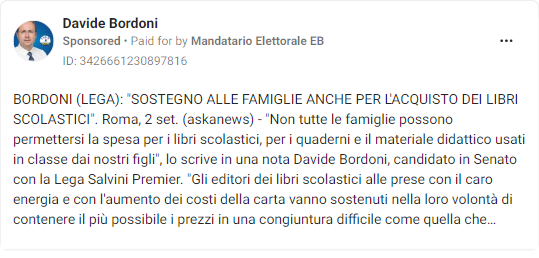 Davide Bordoni
Sponsored • Paid for by Mandatario Elettorale EB
ID: 3426661230897816
BORDONI (LEGA): "SOSTEGNO ALLE FAMIGLIE ANCHE PER L'ACQUISTO DEI LIBRI
SCOLASTICI". Roma, 2 set. (askanews) - "Non tutte le famiglie possono
permettersi la spesa per i libri scolastici, per i quaderni e il materiale didattico usati
in classe dai nostri figli", lo scrive in una nota Davide Bordoni, candidato in Senato
con la Lega Salvini Premier. "Gli editori dei libri scolastici alle prese con il caro
energia e con l'aumento dei costi della carta vanno sostenuti nella loro volontà di
contenere il più possibile i prezzi in una congiuntura difficile come quella che...